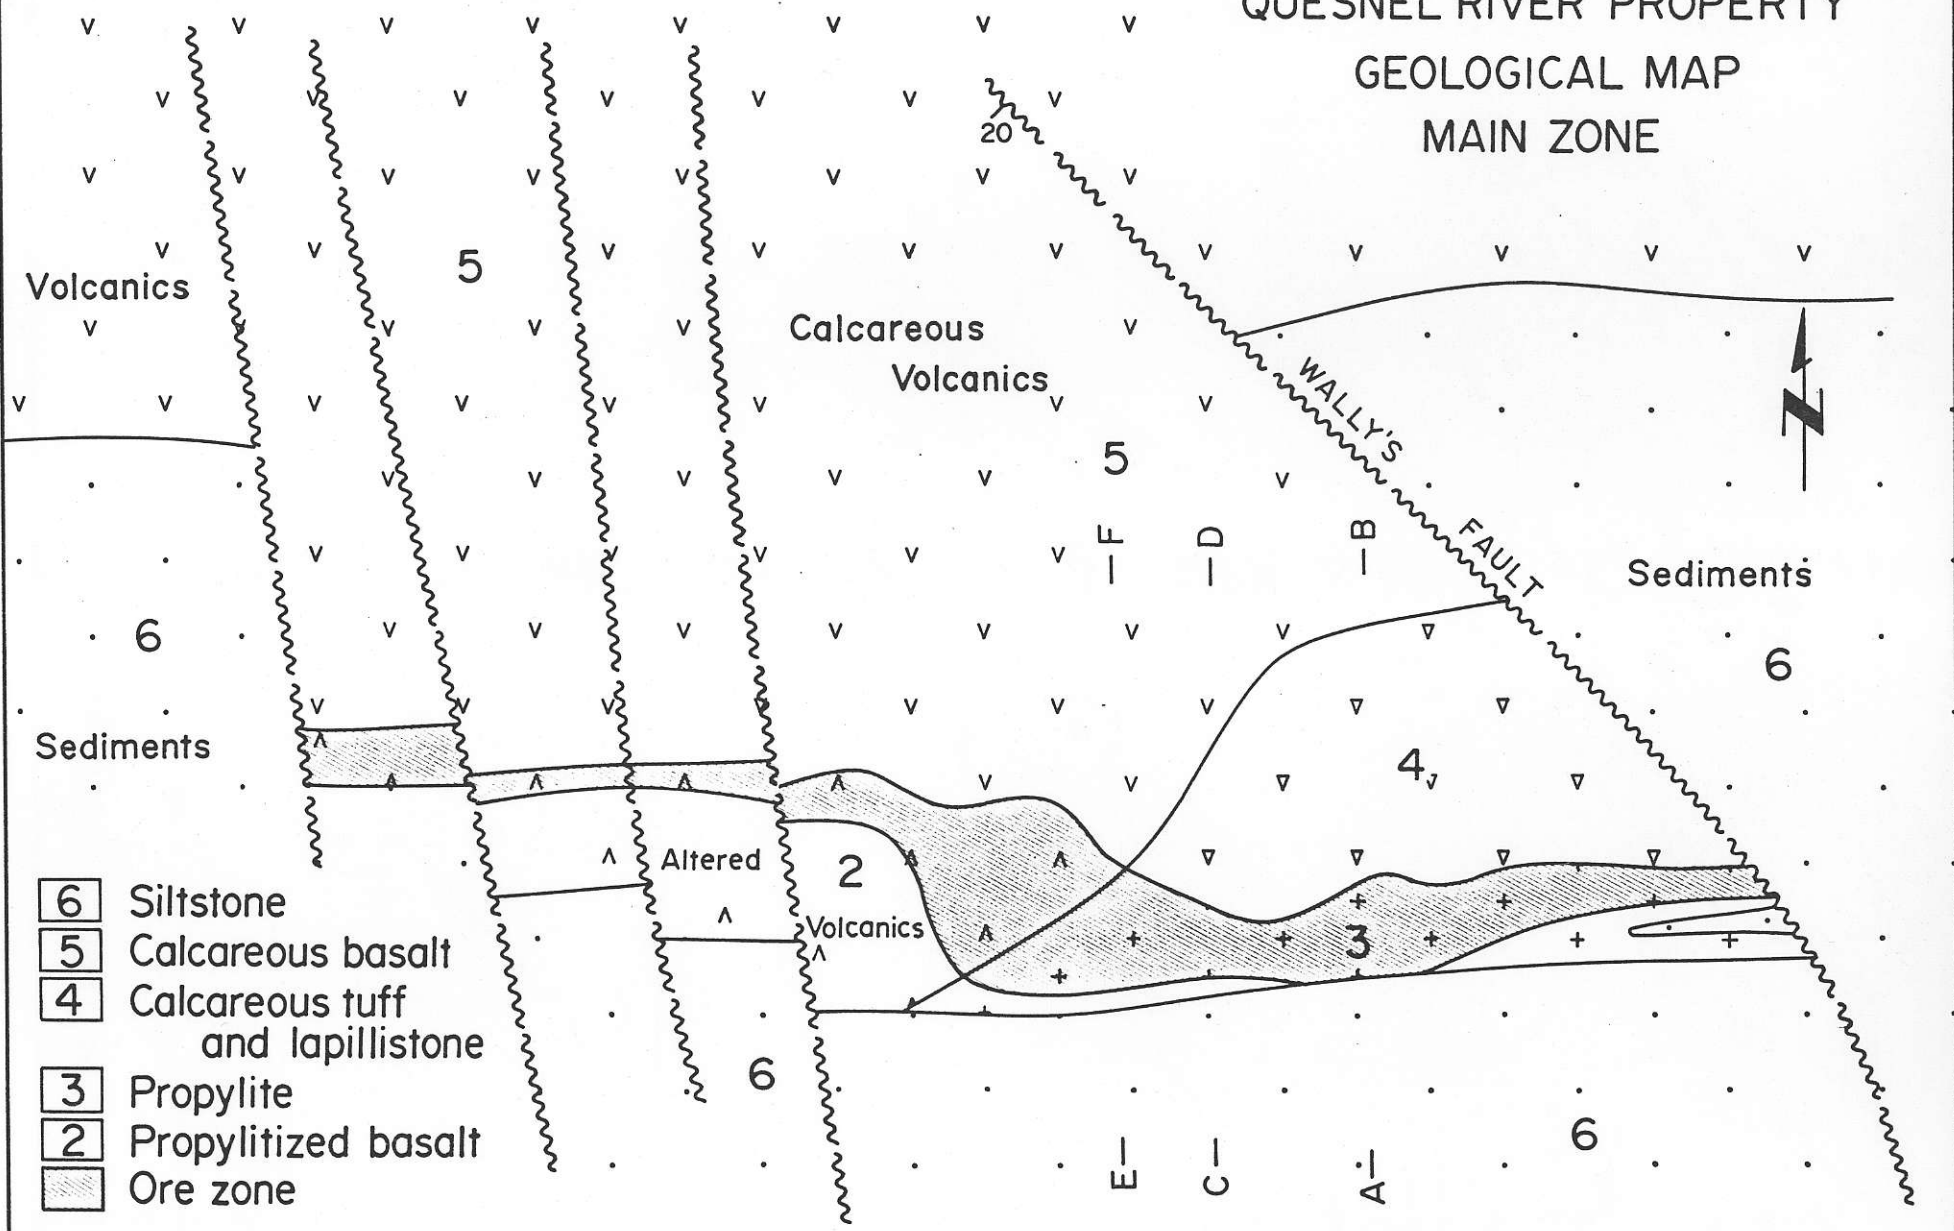 QUESNEL RIVER PROPERTY
GEOLOGICAL MAP
MAIN ZONE
20
5
Volcanics
Calcareous
Volcanics
WALLY'S
FAULT
5
F
D
B
Sediments
6
6
Sediments
4
Altered
2
Volcanics
3
N
6
6
E
C
A
6 Siltstone
5 Calcareous basalt
4 Calcareous tuff
and lapillistone
3 Propylite
2 Propylitized basalt
Ore zone